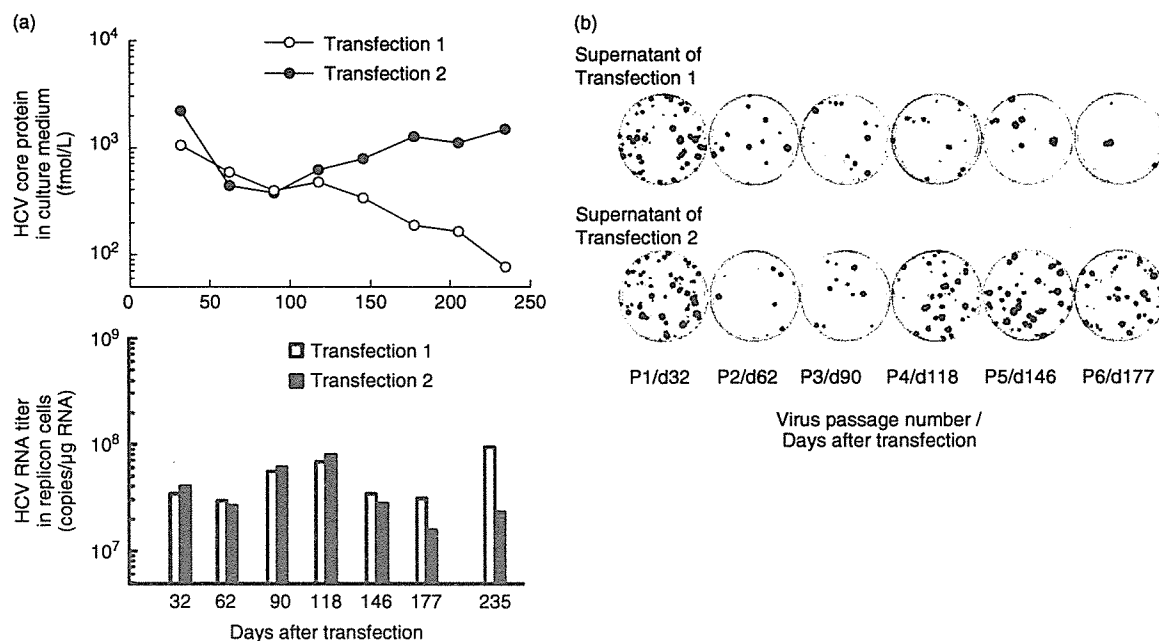 (a)
10⁴
10³
10²
HCV core protein
in culture medium
(fmol/L)
Transfection 1
Transfection 2
0
50
100
150
200
250
10⁹
10⁸
10⁷
HCV RNA titer
in replicon cells
(copies/μg RNA)
Transfection 1
Transfection 2
32
62
90
118
146
177
235
Days after transfection
(b)
Supernatant of
Transfection 1
Supernatant of
Transfection 2
P1/d32
P2/d62
P3/d90
P4/d118
P5/d146
P6/d177
Virus passage number /
Days after transfection